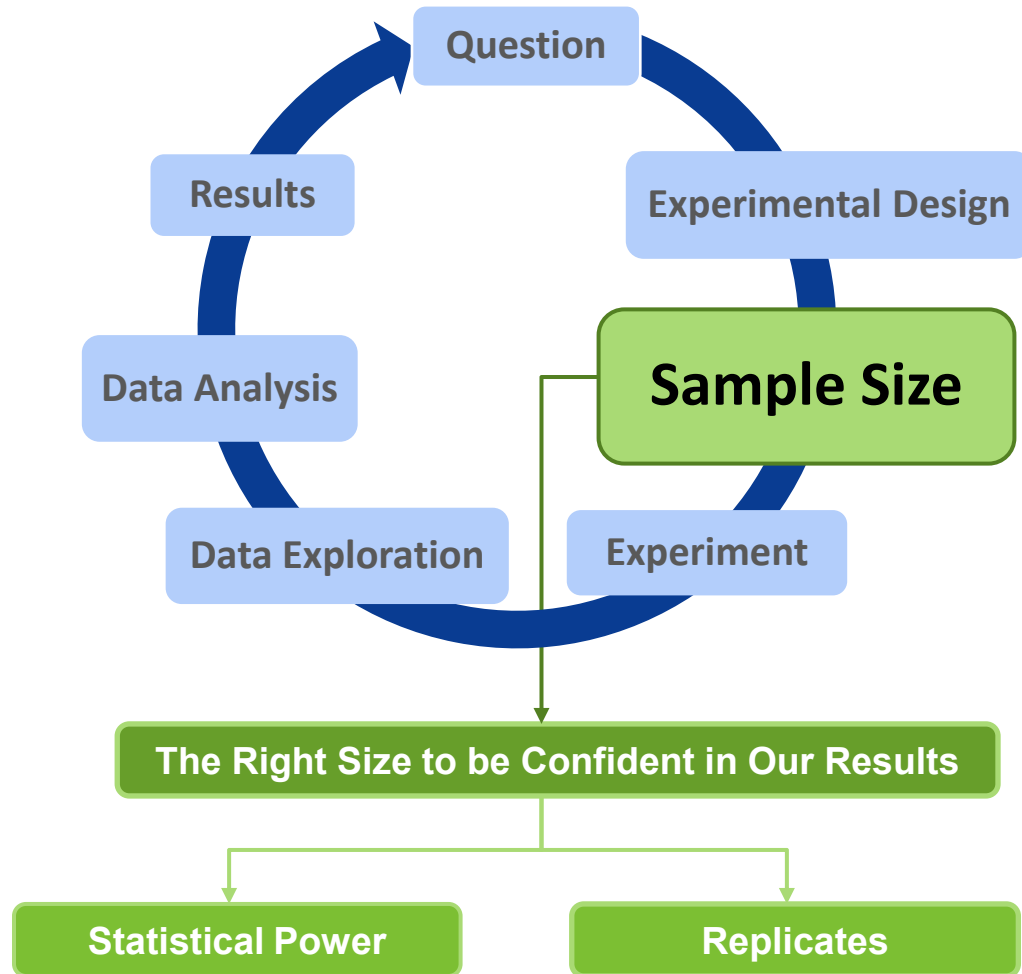 Question
Experimental Design
Sample Size
Experiment
Data Exploration
Data Analysis
Results
The Right Size to be Confident in Our Results
Statistical Power
Replicates